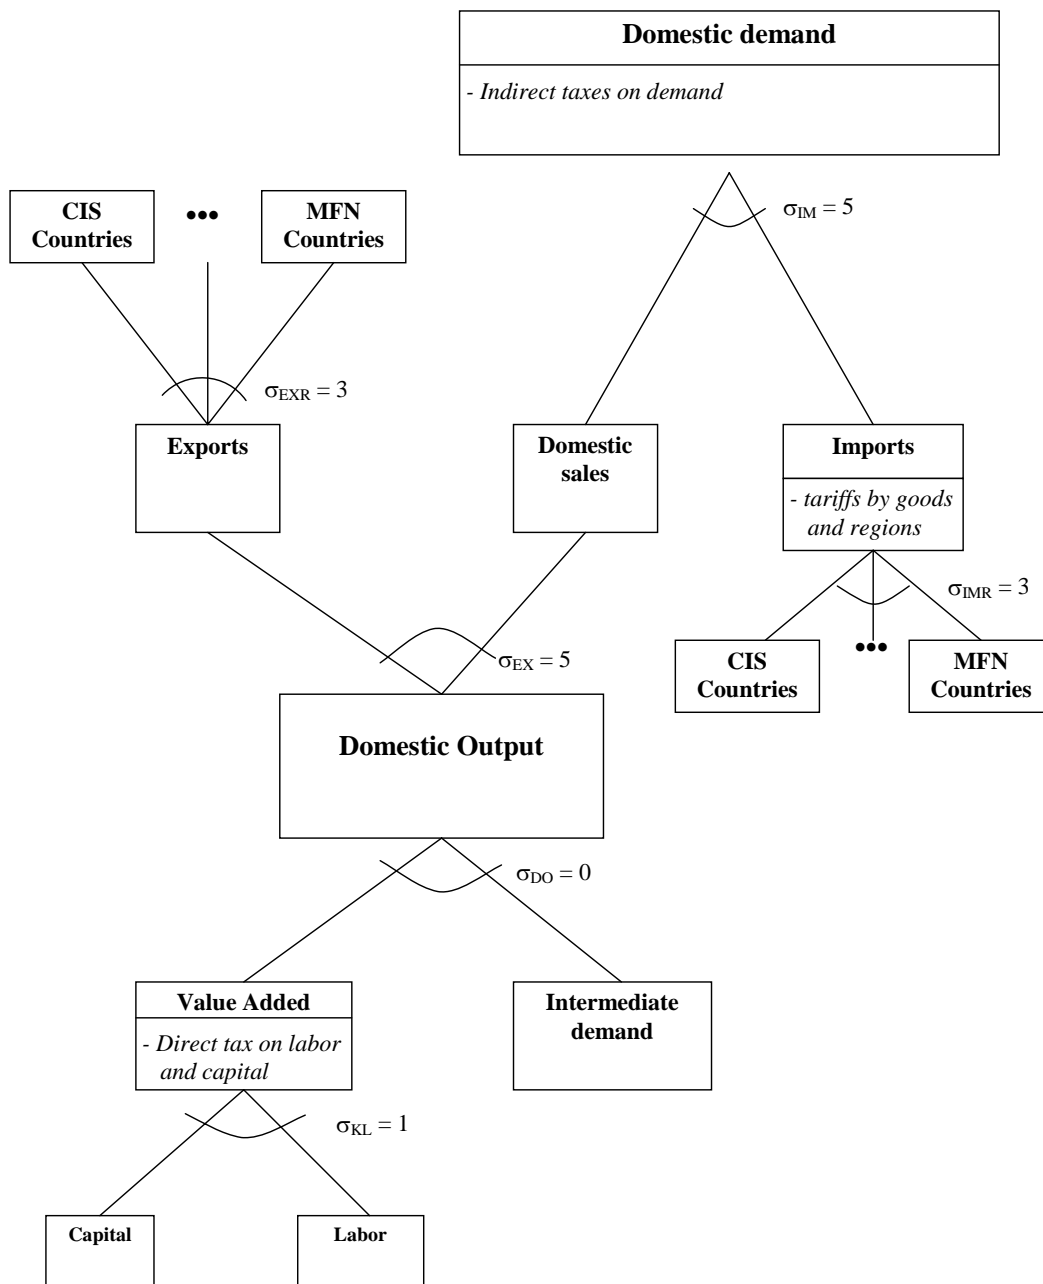 Domestic demand
- Indirect taxes on demand
CIS
Countries
•••
MFN
Countries
σIM = 5
σEXR = 3
Exports
Domestic
sales
Imports
- tariffs by goods
and regions
σIMR = 3
CIS
Countries
•••
MFN
Countries
σEX = 5
Domestic Output
σDO = 0
Value Added
- Direct tax on labor
and capital
Intermediate
demand
σKL = 1
Capital
Labor